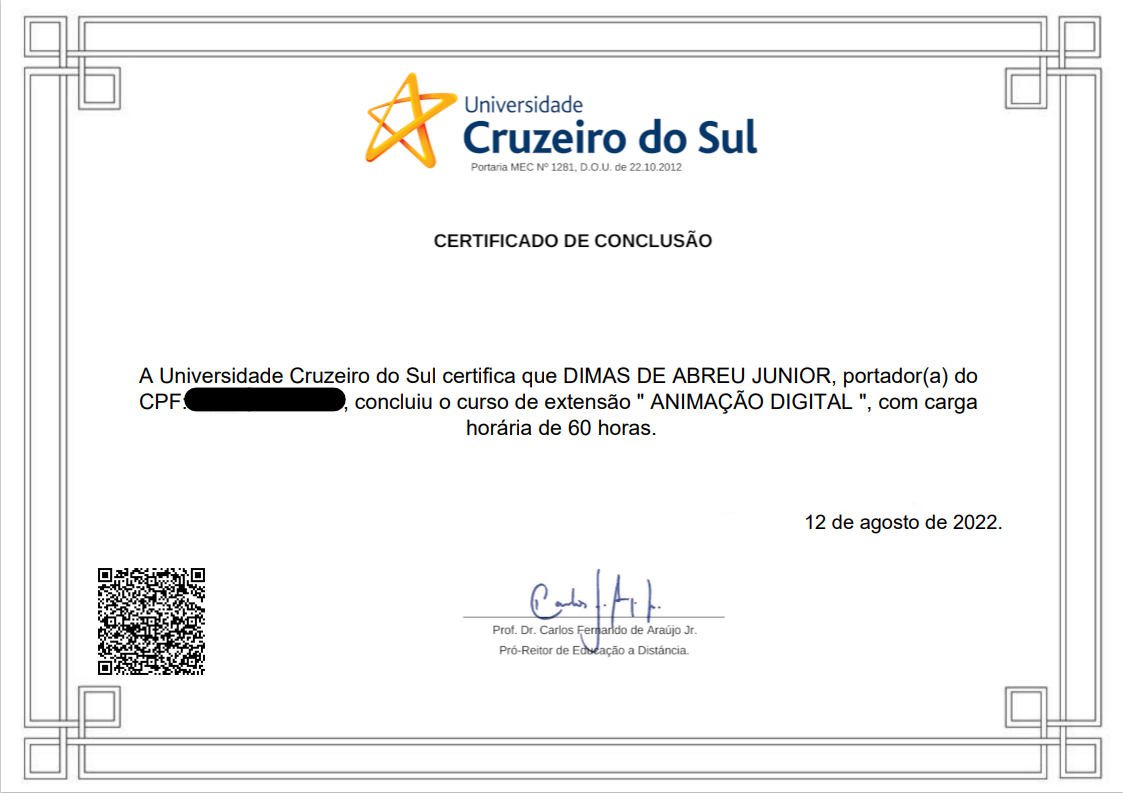 Universidade
Cruzeiro do Sul
Portaria MEC Nº 1281, D.O.U. de 22.10.2012
CERTIFICADO DE CONCLUSÃO
A Universidade Cruzeiro do Sul certifica que DIMAS DE ABREU JUNIOR, portador(a) do
CPF: , concluiu o curso de extensão " ANIMAÇÃO DIGITAL ", com carga
horária de 60 horas.
12 de agosto de 2022.
Prof. Dr. Carlos Fernando de Araújo Jr.
Pró-Reitor de Educação a Distância.